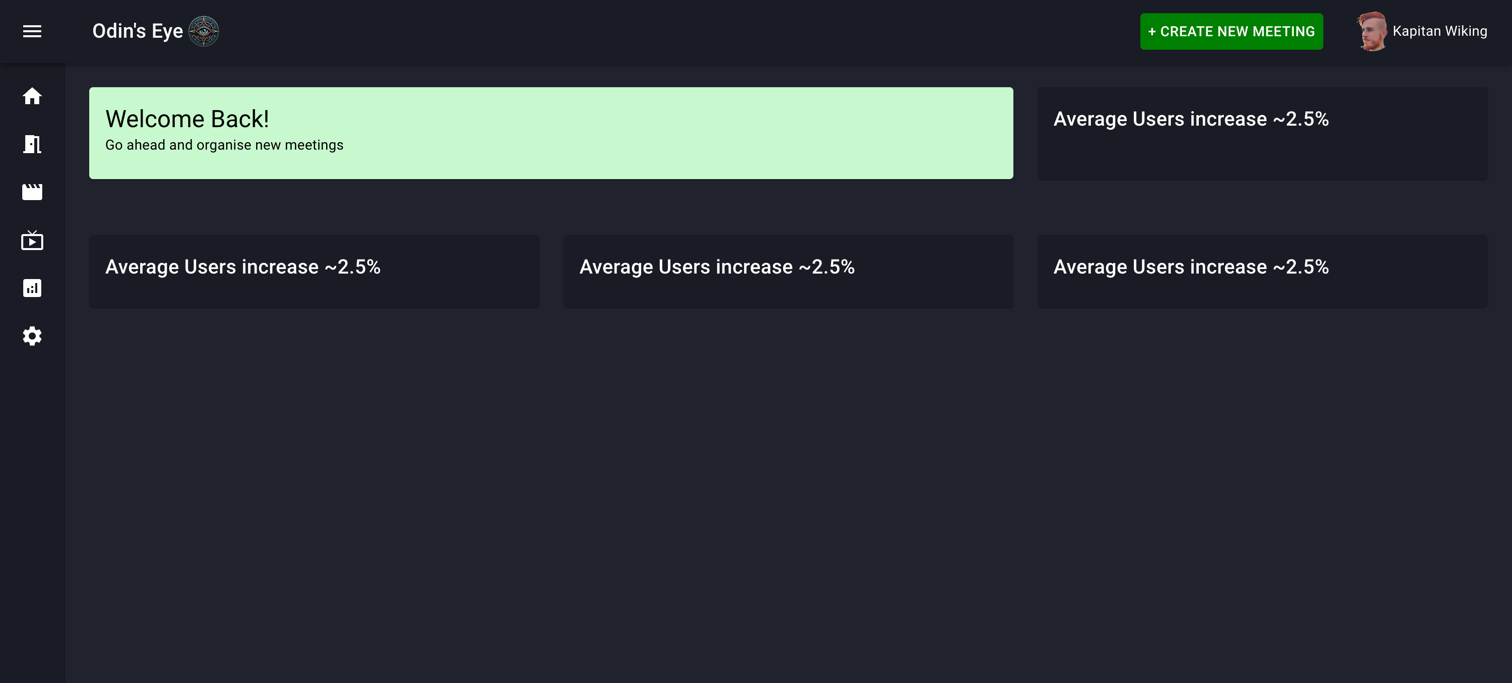 Odin's Eye
+ CREATE NEW MEETING
Kapitan Wiking
Welcome Back!
Go ahead and organise new meetings
Average Users increase ~2.5%
Average Users increase ~2.5%
Average Users increase ~2.5%
Average Users increase ~2.5%